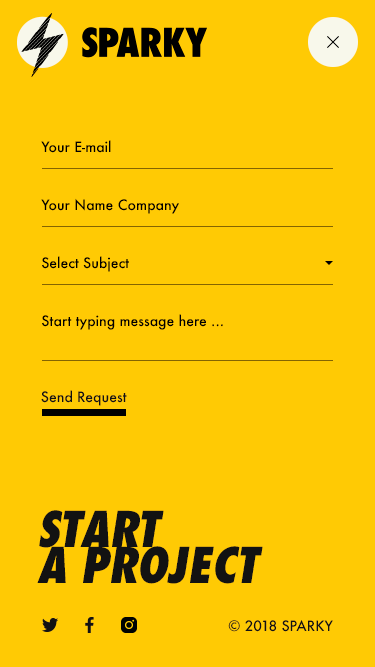 SPARKY
Your E-mail
Your Name Company
Select Subject
Start typing message here ...
Send Request
START
A PROJECT
© 2018 SPARKY